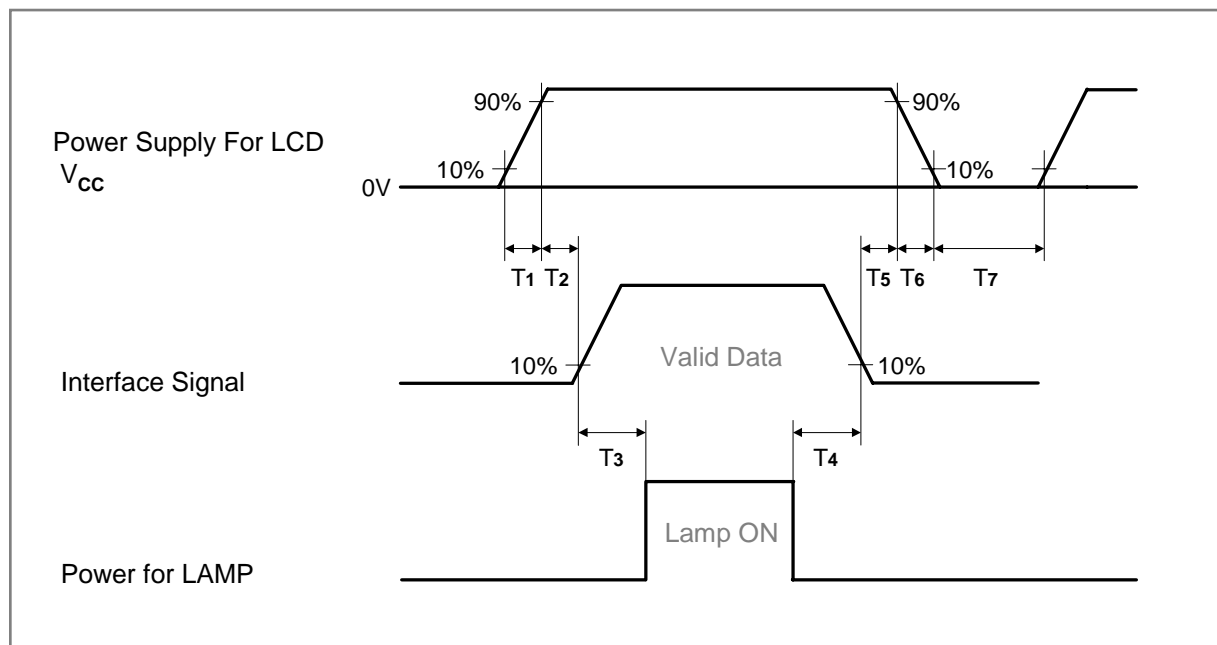 90% 90%
Power Supply For LCD
VCC
10% 10%
0V
T1 T2 T5 T6 T7
Valid Data
10% 10%
Interface Signal
T3 T4
Lamp ON
Power for LAMP